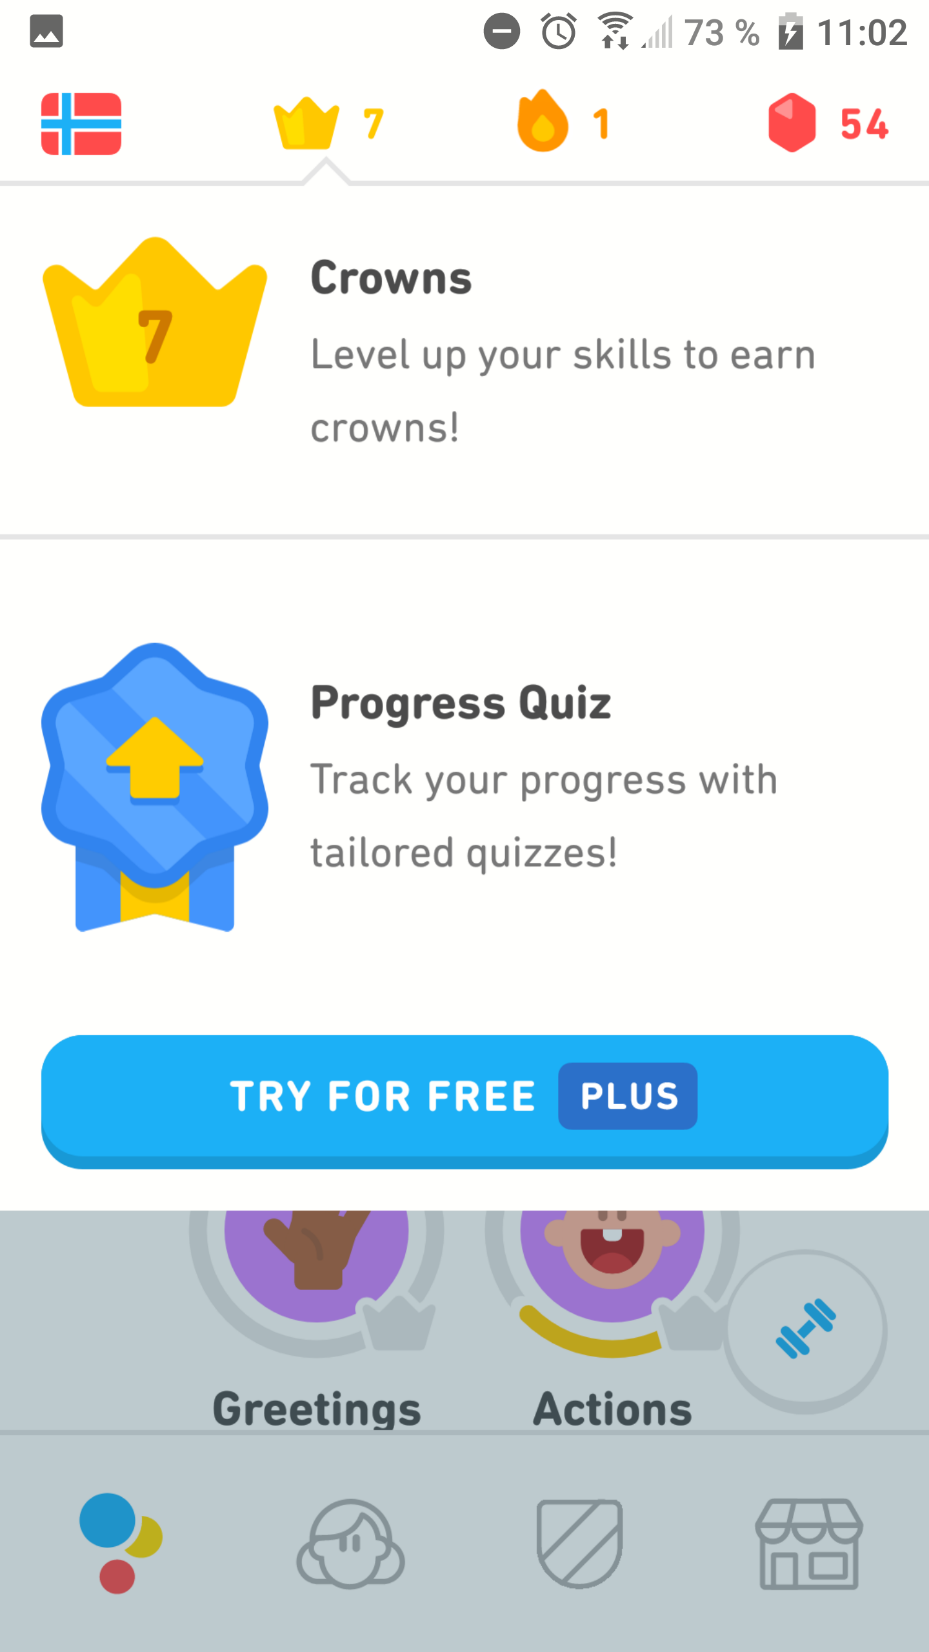 73 % 11:02
7 1 54
7
Crowns
Level up your skills to earn
crowns!
Progress Quiz
Track your progress with
tailored quizzes!
TRY FOR FREE PLUS
Greetings Actions